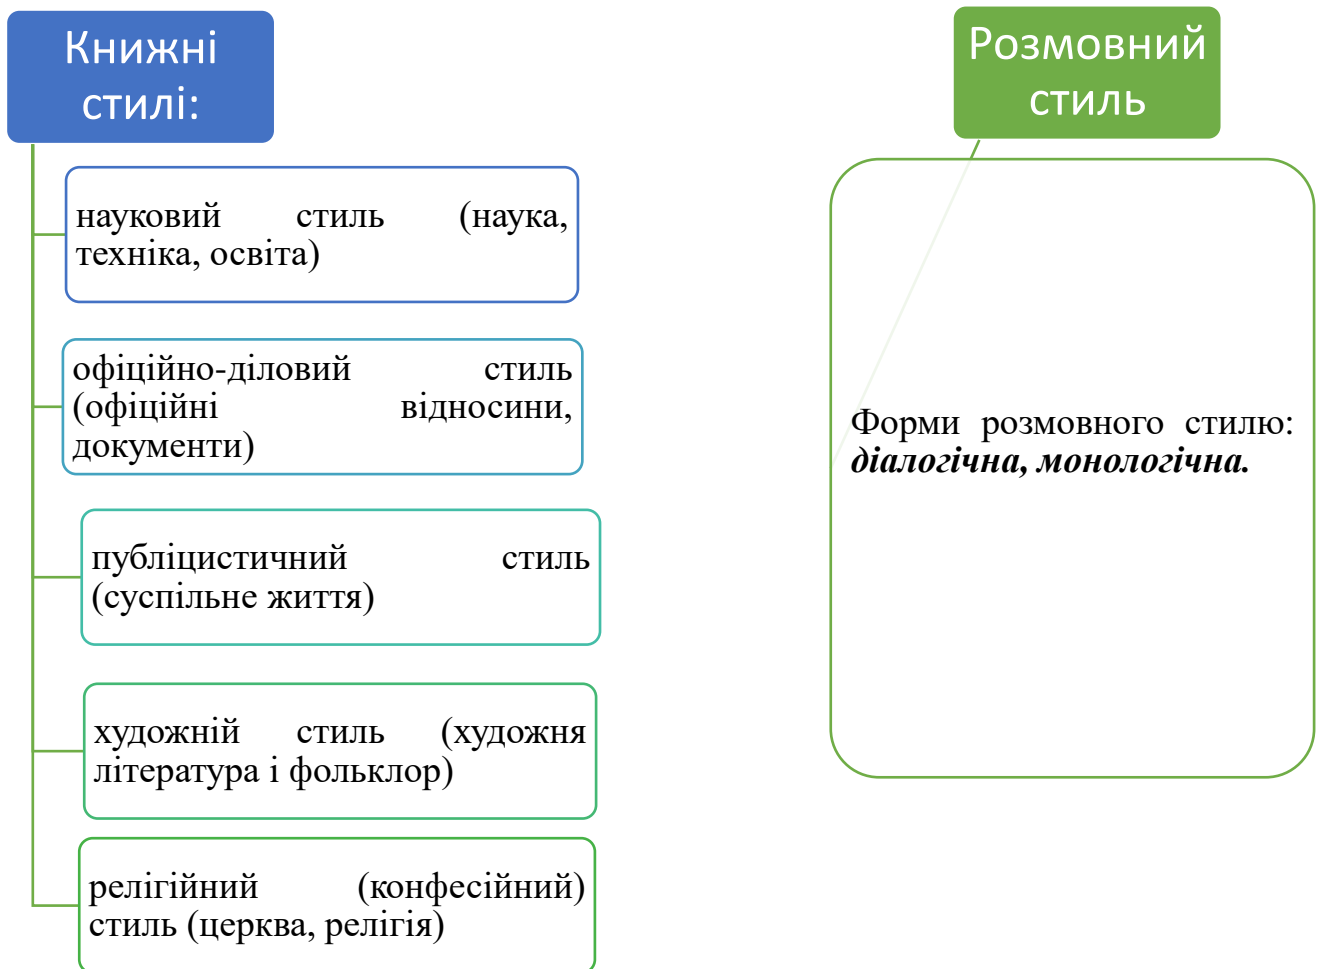 Книжні
стилі:
науковий стиль (наука,
техніка, освіта)
офіційно-діловий стиль
(офіційні відносини,
документи)
публіцистичний стиль
(суспільне життя)
художній стиль (художня
література і фольклор)
релігійний (конфесійний)
стиль (церква, релігія)
Розмовний
стиль
Форми розмовного стилю:
діалогічна, монологічна.